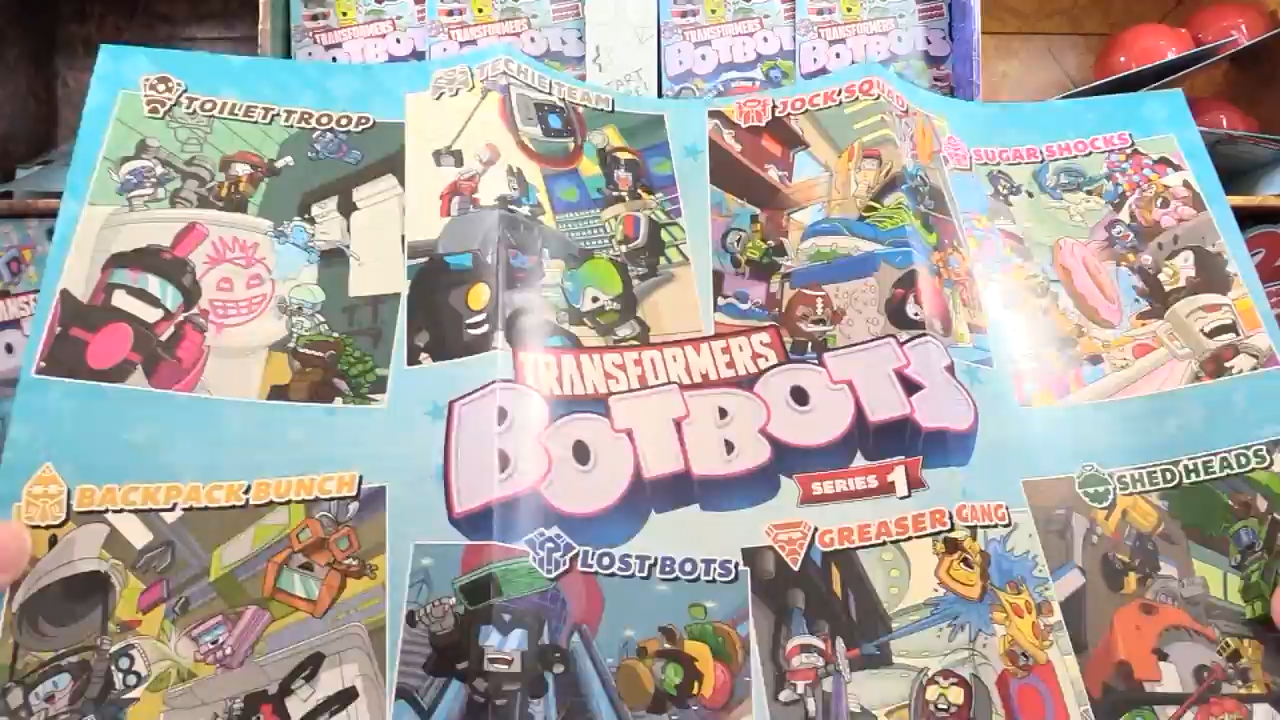 TRANSFORMERS
TRANSFORMERS
BOTBOTS
TRANSFORMERS
BOTBOTS
TRANSFORMERS
BOTBOTS
TOILET TROOP
TECHIE TEAM
JOCK SQUAD
SUGAR SHOCKS
TRANSFORMERS
BOTBOTS
SERIES 1
BACKPACK BUNCH
LOST BOTS
GREASER GANG
SHED HEADS